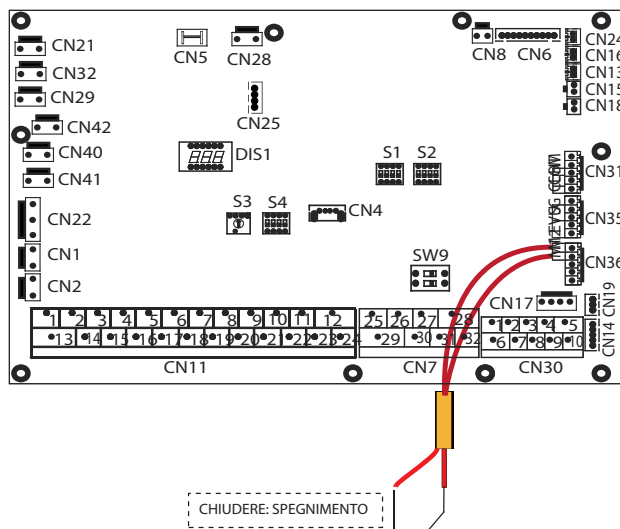 CN21
CN5
CN28
CN8
CN6
CN24
CN16
CN32
CN13
CN15
CN29
CN18
CN25
CN42
CN40
DIS1
S1
S2
CN31
CN41
CN22
S3
S4
CN4
CN35
CN1
SW9
CN36
CN2
CN17
CN19
1 2 3 4 5 6 7 8 9 10 11 12
25 26 27 28
1 2 3 4 5
13 14 15 16 17 18 19 20 21 22 23 24
29 30 31 32
6 7 8 9 10
CN14
CN11
CN7
CN30
CHIUDERE: SPEGNIMENTO